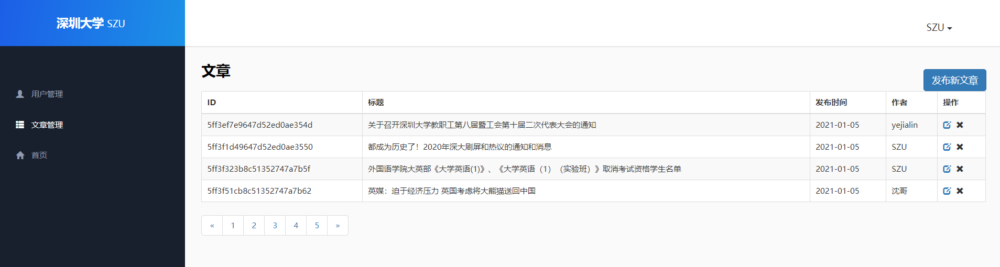 深圳大学 SZU
SZU
用户管理
文章管理
首页
文章
发布新文章
ID 标题 发布时间 作者 操作
5ff3ef7e9647d52ed0ae354d 关于召开深圳大学教职工第八届暨工会第十届二次代表大会的通知 2021-01-05 yejialin
5ff3f1d49647d52ed0ae3550 都成为历史了！2020年深大刷屏和热议的通知和消息 2021-01-05 SZU
5ff3f323b8c51352747a7b5f 外国语学院大英部《大学英语(1)》、《大学英语（1）（实验班）》取消考试资格学生名单 2021-01-05 SZU
5ff3f51cb8c51352747a7b62 英媒：迫于经济压力 英国考虑将大熊猫送回中国 2021-01-05 沈哥
« 1 2 3 4 5 »